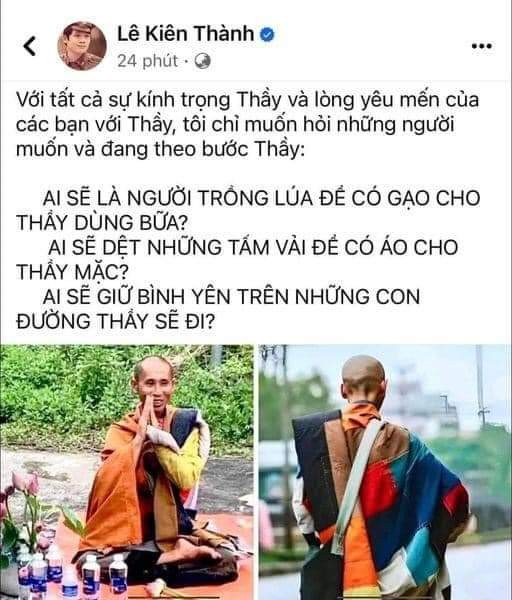 Lê Kiên Thành
24 phút ·
Với tất cả sự kính trọng Thầy và lòng yêu mến của
các bạn với Thầy, tôi chỉ muốn hỏi những người
muốn và đang theo bước Thầy:
AI SẼ LÀ NGƯỜI TRỒNG LÚA ĐỂ CÓ GẠO CHO
THẦY DÙNG BỮA?
AI SẼ DỆT NHỮNG TẤM VẢI ĐỂ CÓ ÁO CHO
THẦY MẶC?
AI SẼ GIỮ BÌNH YÊN TRÊN NHỮNG CON
ĐƯỜNG THẦY SẼ ĐI?